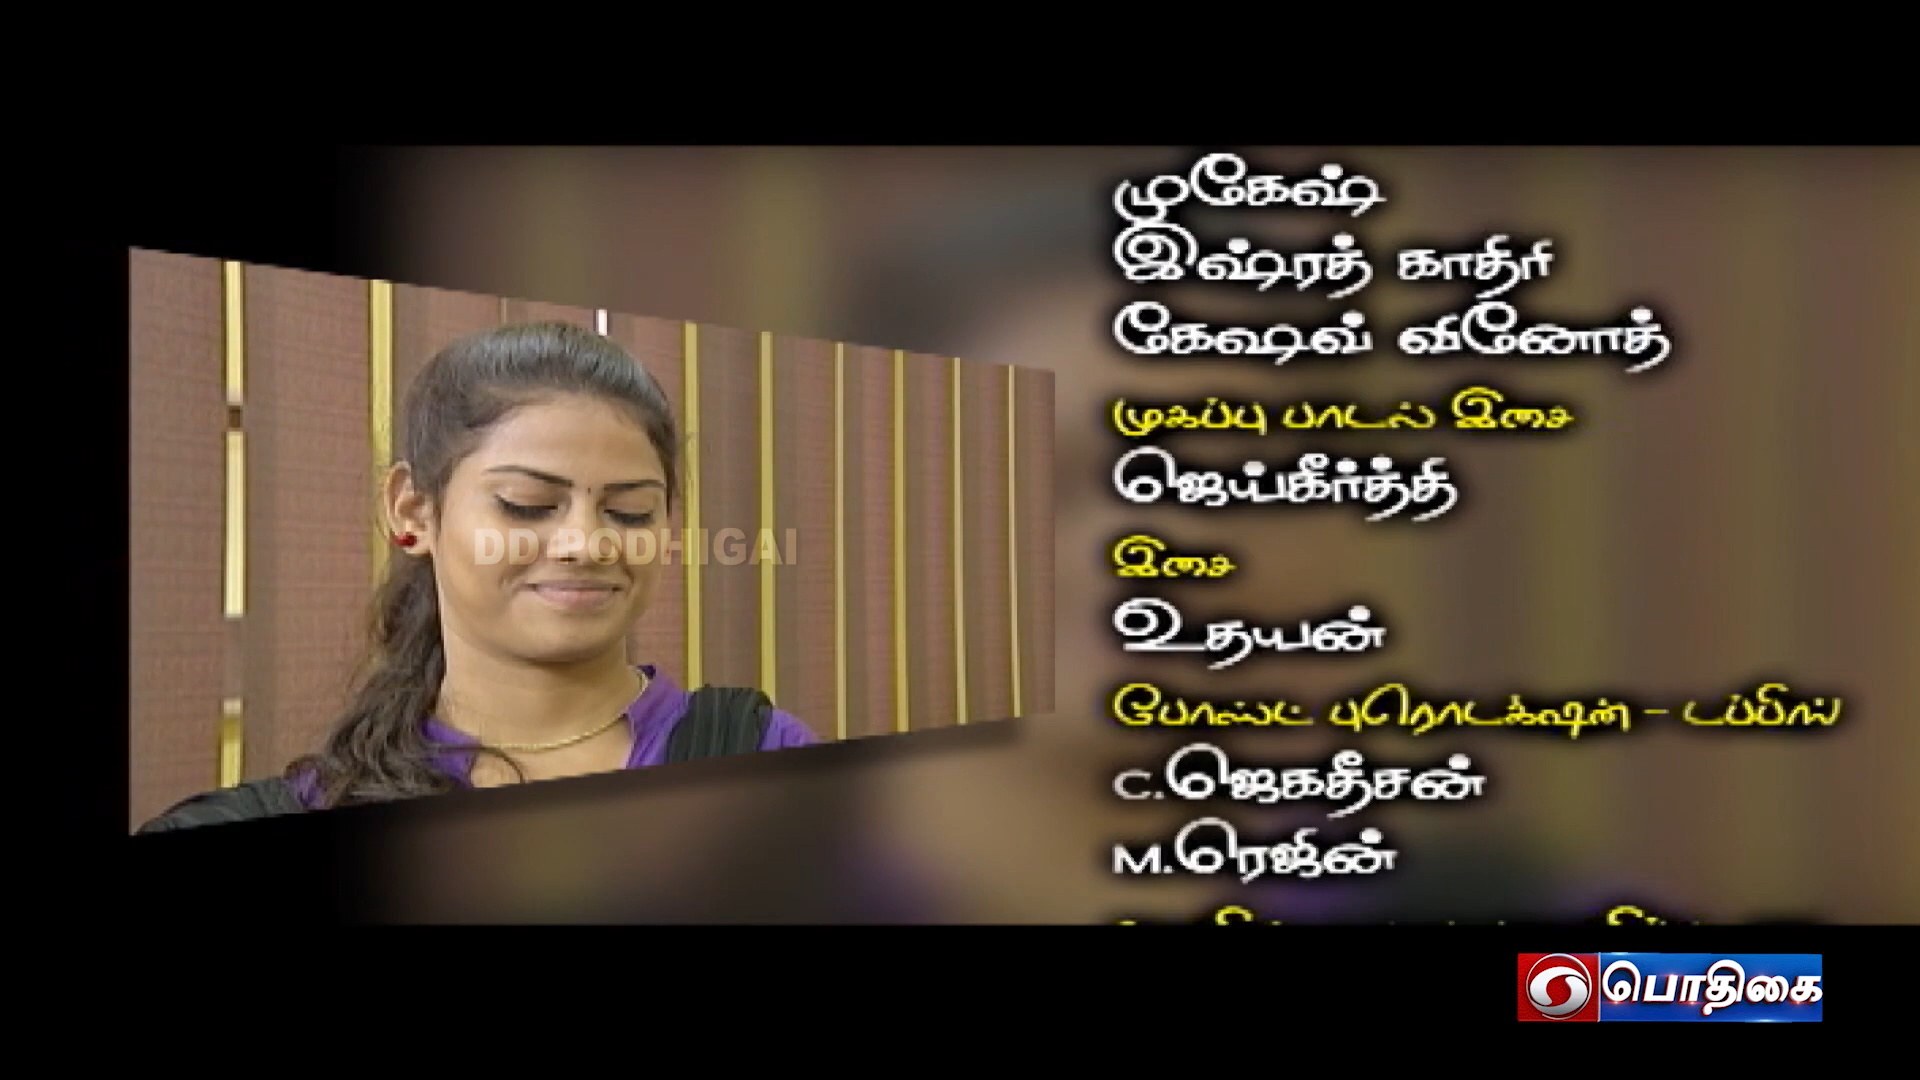 முகேஷ்
இஷ்ரத் காதிரி
கேஷவ் வினோத்
முகப்பு பாடல் இசை
ஜெய்கீர்த்தி
இசை
உதயன்
போஸ்ட் புரொடக்ஷன் - டப்பிங்
C.ஜெகதீசன்
M.ரெஜின்
DD PODHIGAI
பொதிகை